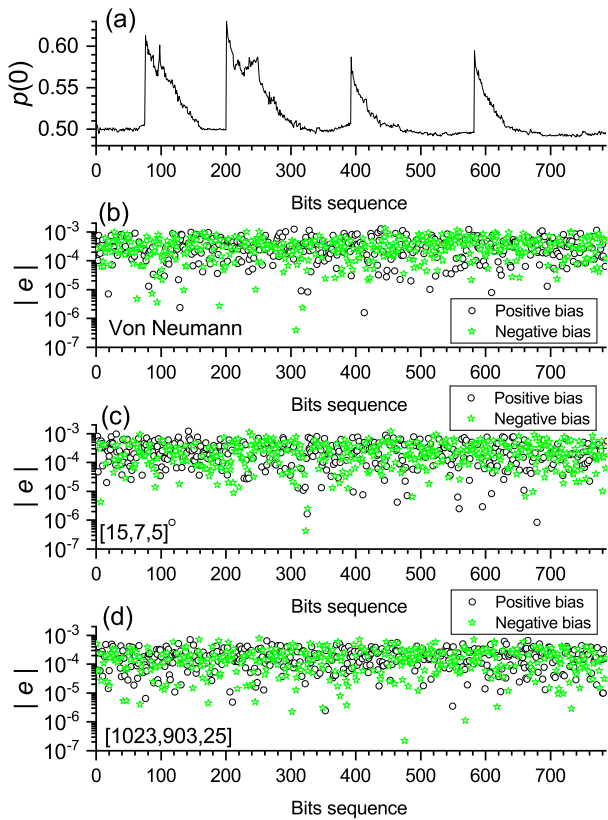 (a)
p(0)
0.60
0.55
0.50
0 100 200 300 400 500 600 700
Bits sequence
(b)
| e |
10-3
10-4
10-5
10-6
10-7
Von Neumann
Positive bias
Negative bias
0 100 200 300 400 500 600 700
Bits sequence
Positive bias
Negative bias
(c)
| e |
10-3
10-4
10-5
10-6
10-7
[15,7,5]
0 100 200 300 400 500 600 700
Bits sequence
Positive bias
Negative bias
(d)
| e |
10-3
10-4
10-5
10-6
10-7
[1023,903,25]
0 100 200 300 400 500 600 700
Bits sequence